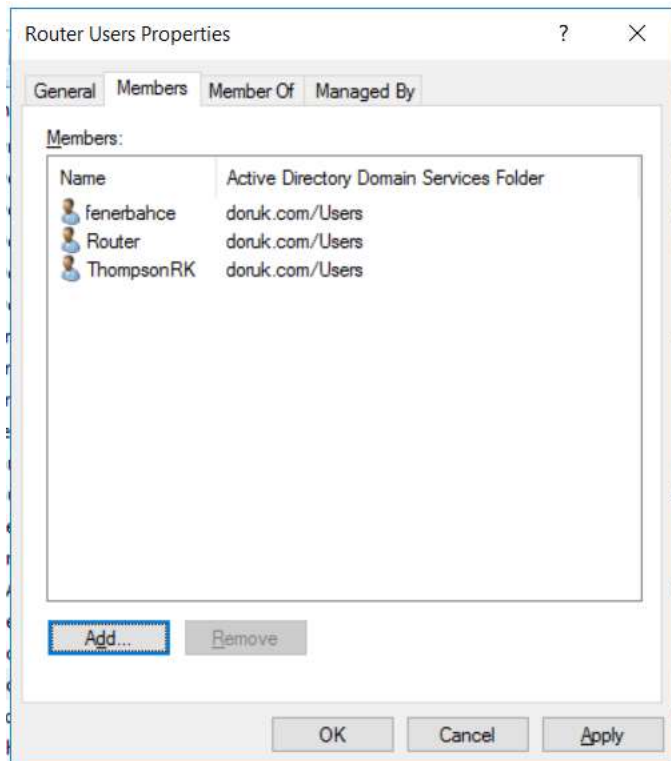 Router Users Properties ?
General Members Member Of Managed By
Members:
Name Active Directory Domain Services Folder
fenerbahce doruk.com/Users
Router doruk.com/Users
ThompsonRK doruk.com/Users
Add... Remove
OK Cancel Apply